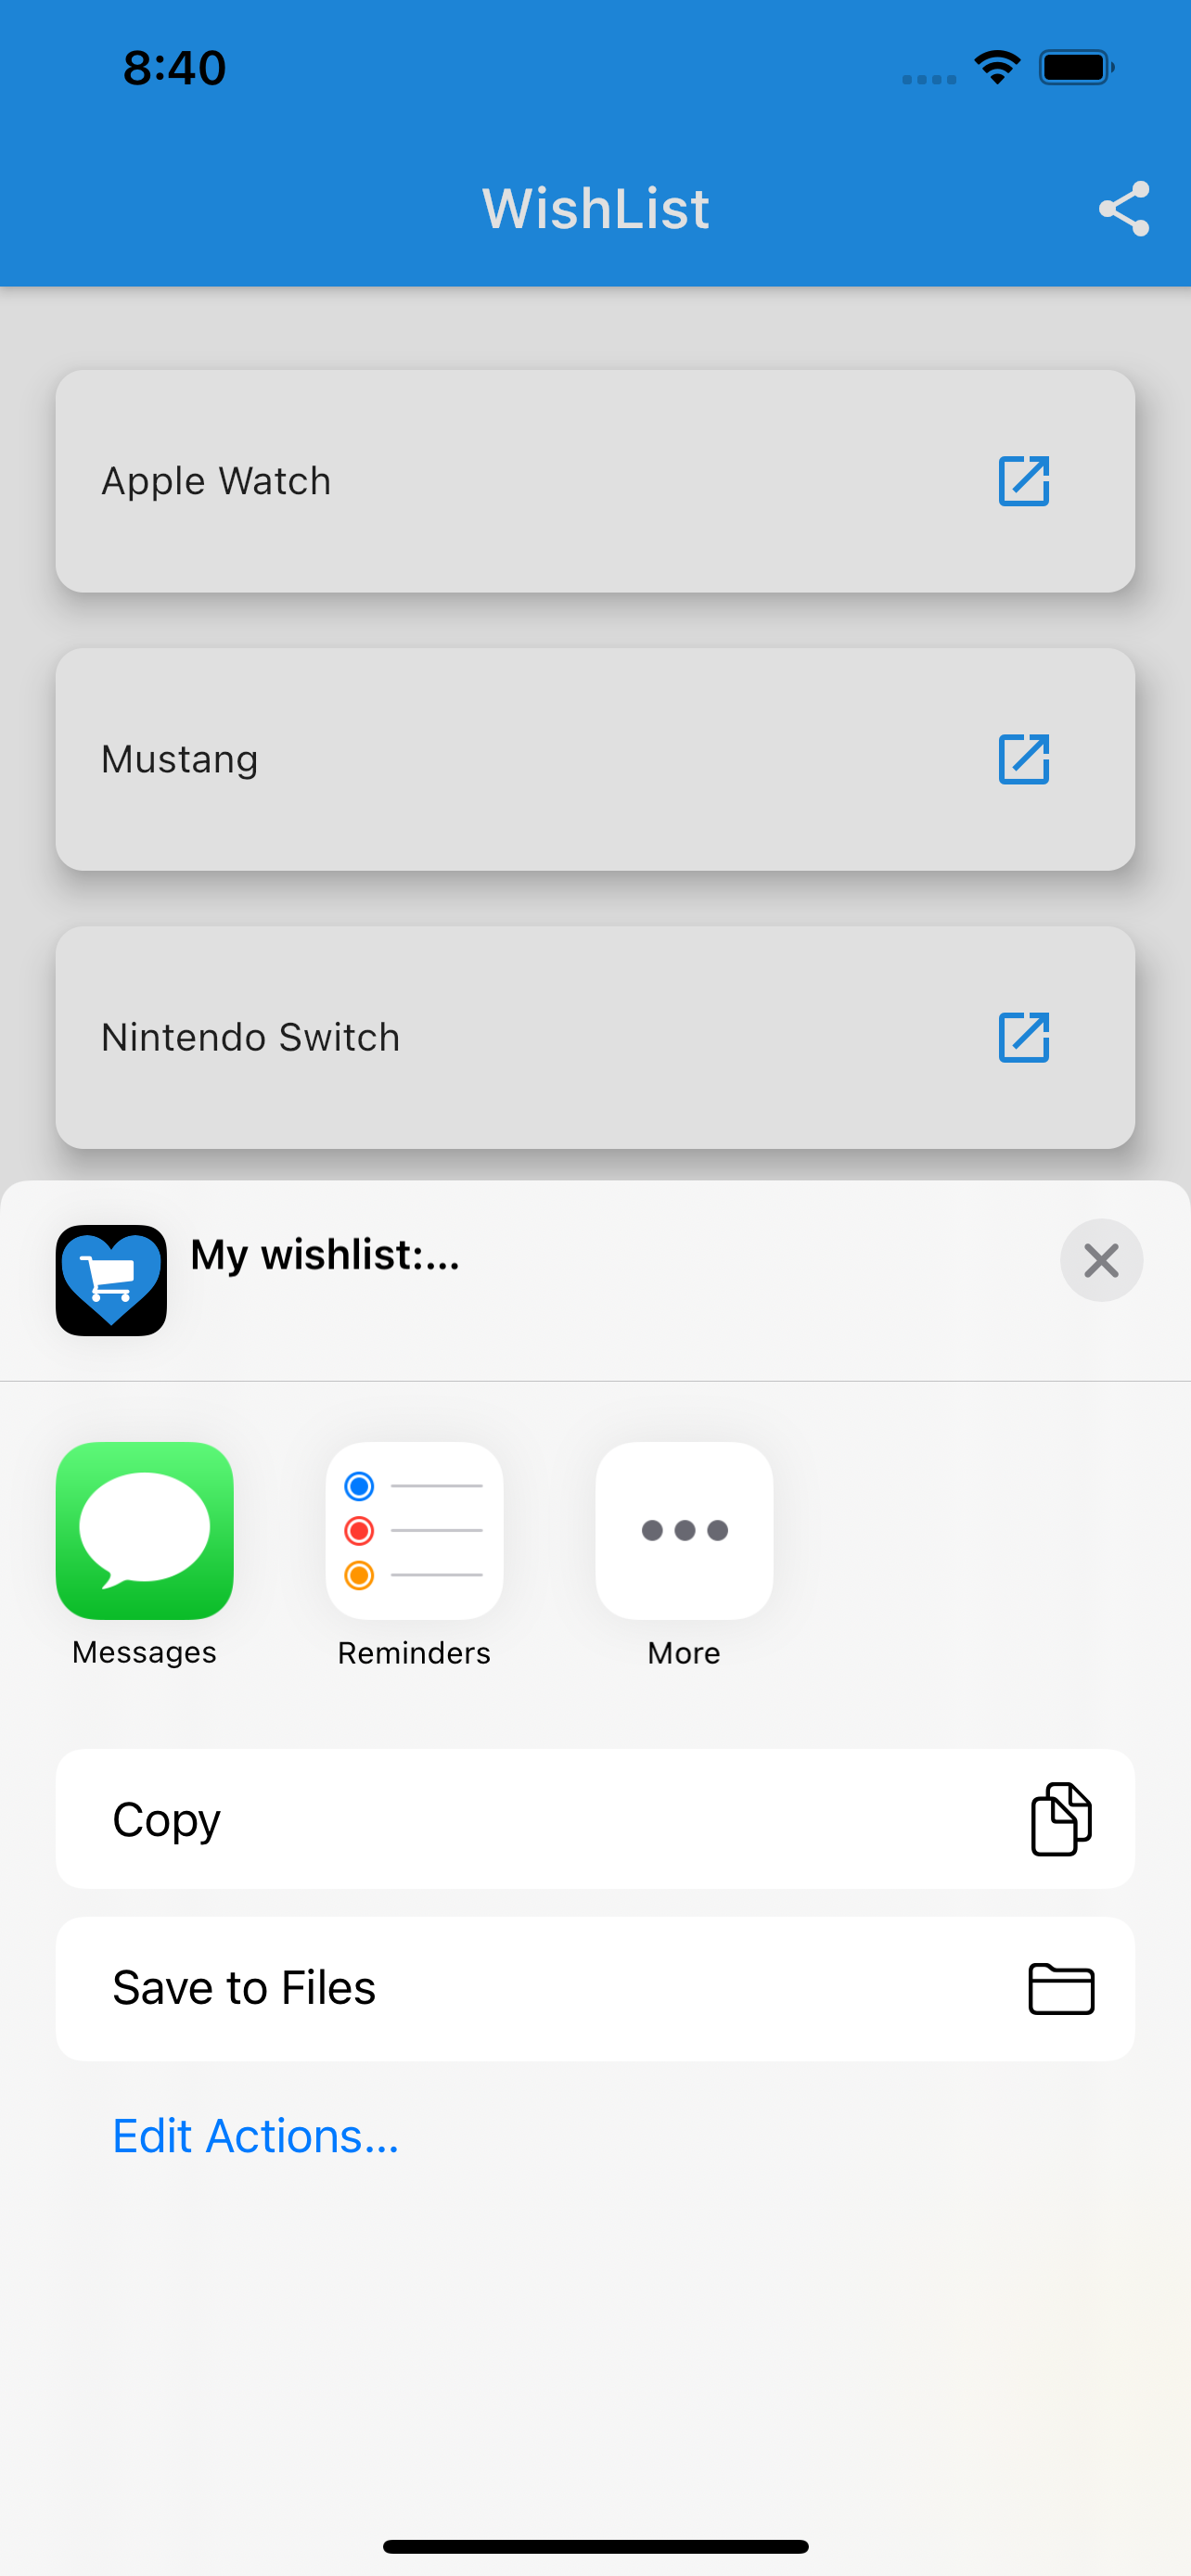 8:40
WishList
Apple Watch
Mustang
Nintendo Switch
My wishlist:...
Messages
Reminders
More
Copy
Save to Files
Edit Actions...